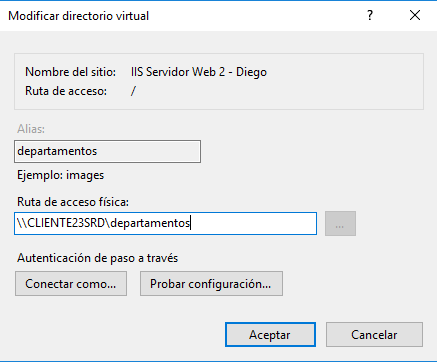 Modificar directorio virtual
?
Nombre del sitio: IIS Servidor Web 2 - Diego
Ruta de acceso: /
Alias:
departamentos
Ejemplo: images
Ruta de acceso física:
\\CLIENTE23SRD\departamentos
...
Autenticación de paso a través
Conectar como... Probar configuración...
Aceptar Cancelar